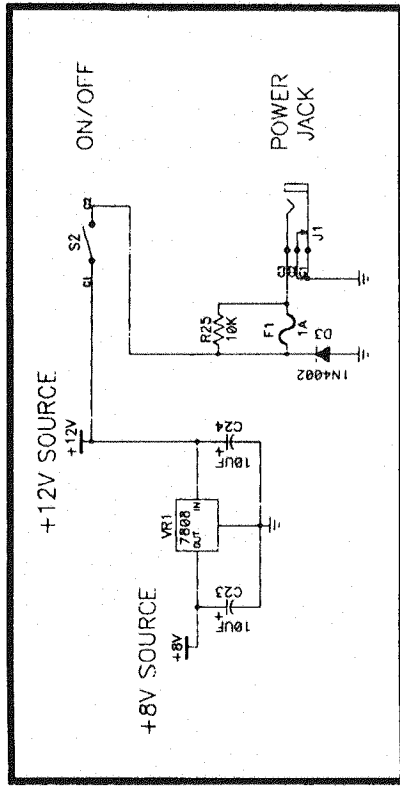 +8V SOURCE
+8V
C23
10UF
+
VR1
7808
OUT
IN
+12V SOURCE
+12V
C24
10UF
+
S2
ON/OFF
R25
10K
F1
1A
D3
1N4002
J1
POWER
JACK